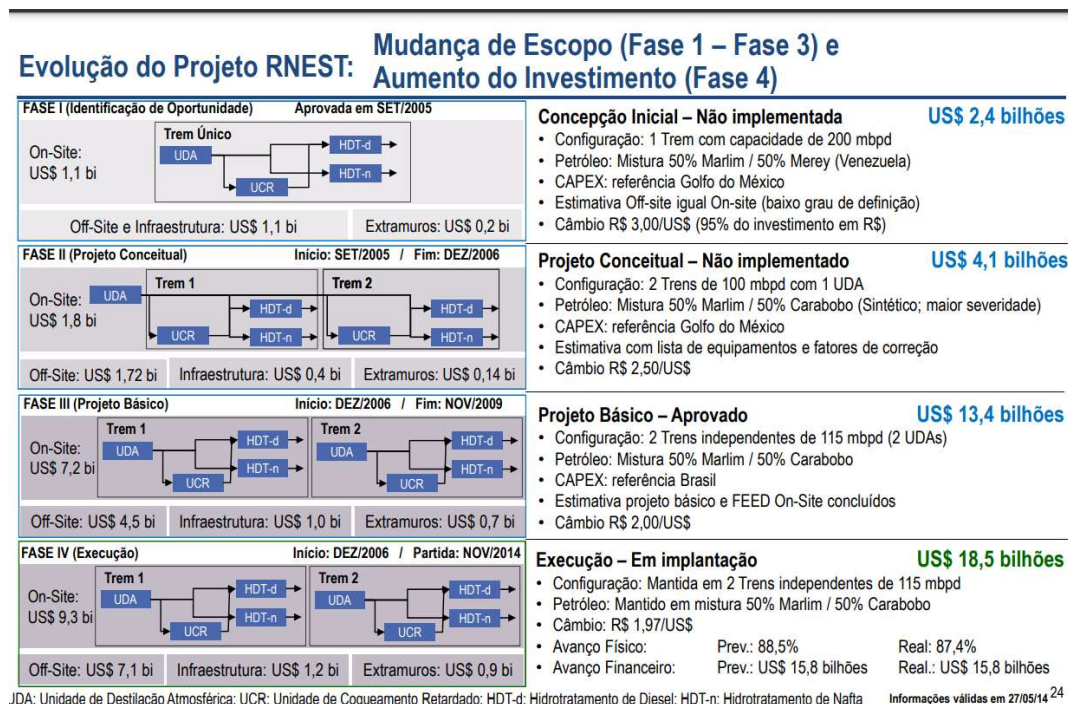 Evolução do Projeto RNEST:
Mudança de Escopo (Fase 1 – Fase 3) e
Aumento do Investimento (Fase 4)
FASE I (Identificação de Oportunidade) Aprovada em SET/2005
Trem Único
On-Site:
US$ 1,1 bi
UDA
HDT-d
HDT-n
UCR
Off-Site e Infraestrutura: US$ 1,1 bi Extramuros: US$ 0,2 bi
Concepção Inicial – Não implementada US$ 2,4 bilhões
• Configuração: 1 Trem com capacidade de 200 mbpd
• Petróleo: Mistura 50% Marlim / 50% Merey (Venezuela)
• CAPEX: referência Golfo do México
• Estimativa Off-site igual On-site (baixo grau de definição)
• Câmbio R$ 3,00/US$ (95% do investimento em R$)
FASE II (Projeto Conceitual) Início: SET/2005 / Fim: DEZ/2006
Trem 1 Trem 2
On-Site:
US$ 1,8 bi
UDA
HDT-d HDT-d
UCR HDT-n UCR HDT-n
Off-Site: US$ 1,72 bi Infraestrutura: US$ 0,4 bi Extramuros: US$ 0,14 bi
Projeto Conceitual – Não implementado US$ 4,1 bilhões
• Configuração: 2 Trens de 100 mbpd com 1 UDA
• Petróleo: Mistura 50% Marlim / 50% Carabobo (Sintético; maior severidade)
• CAPEX: referência Golfo do México
• Estimativa com lista de equipamentos e fatores de correção
• Câmbio R$ 2,50/US$
FASE III (Projeto Básico) Início: DEZ/2006 / Fim: NOV/2009
Trem 1 Trem 2
On-Site:
US$ 7,2 bi
UDA HDT-d UDA HDT-d
HDT-n HDT-n
UCR UCR
Off-Site: US$ 4,5 bi Infraestrutura: US$ 1,0 bi Extramuros: US$ 0,7 bi
Projeto Básico – Aprovado US$ 13,4 bilhões
• Configuração: 2 Trens independentes de 115 mbpd (2 UDAs)
• Petróleo: Mistura 50% Marlim / 50% Carabobo
• CAPEX: referência Brasil
• Estimativa projeto básico e FEED On-Site concluídos
• Câmbio R$ 2,00/US$
FASE IV (Execução) Início: DEZ/2006 / Partida: NOV/2014
Trem 1 Trem 2
On-Site:
US$ 9,3 bi
UDA HDT-d UDA HDT-d
HDT-n HDT-n
UCR UCR
Off-Site: US$ 7,1 bi Infraestrutura: US$ 1,2 bi Extramuros: US$ 0,9 bi
Execução – Em implantação US$ 18,5 bilhões
• Configuração: Mantida em 2 Trens independentes de 115 mbpd
• Petróleo: Mantido em mistura 50% Marlim / 50% Carabobo
• Câmbio: R$ 1,97/US$
• Avanço Físico: Prev.: 88,5% Real: 87,4%
• Avanço Financeiro: Prev.: US$ 15,8 bilhões Real.: US$ 15,8 bilhões
UDA: Unidade de Destilação Atmosférica; UCR: Unidade de Coqueamento Retardado; HDT-d: Hidrotratamento de Diesel; HDT-n: Hidrotratamento de Nafta Informações válidas em 27/05/14 24